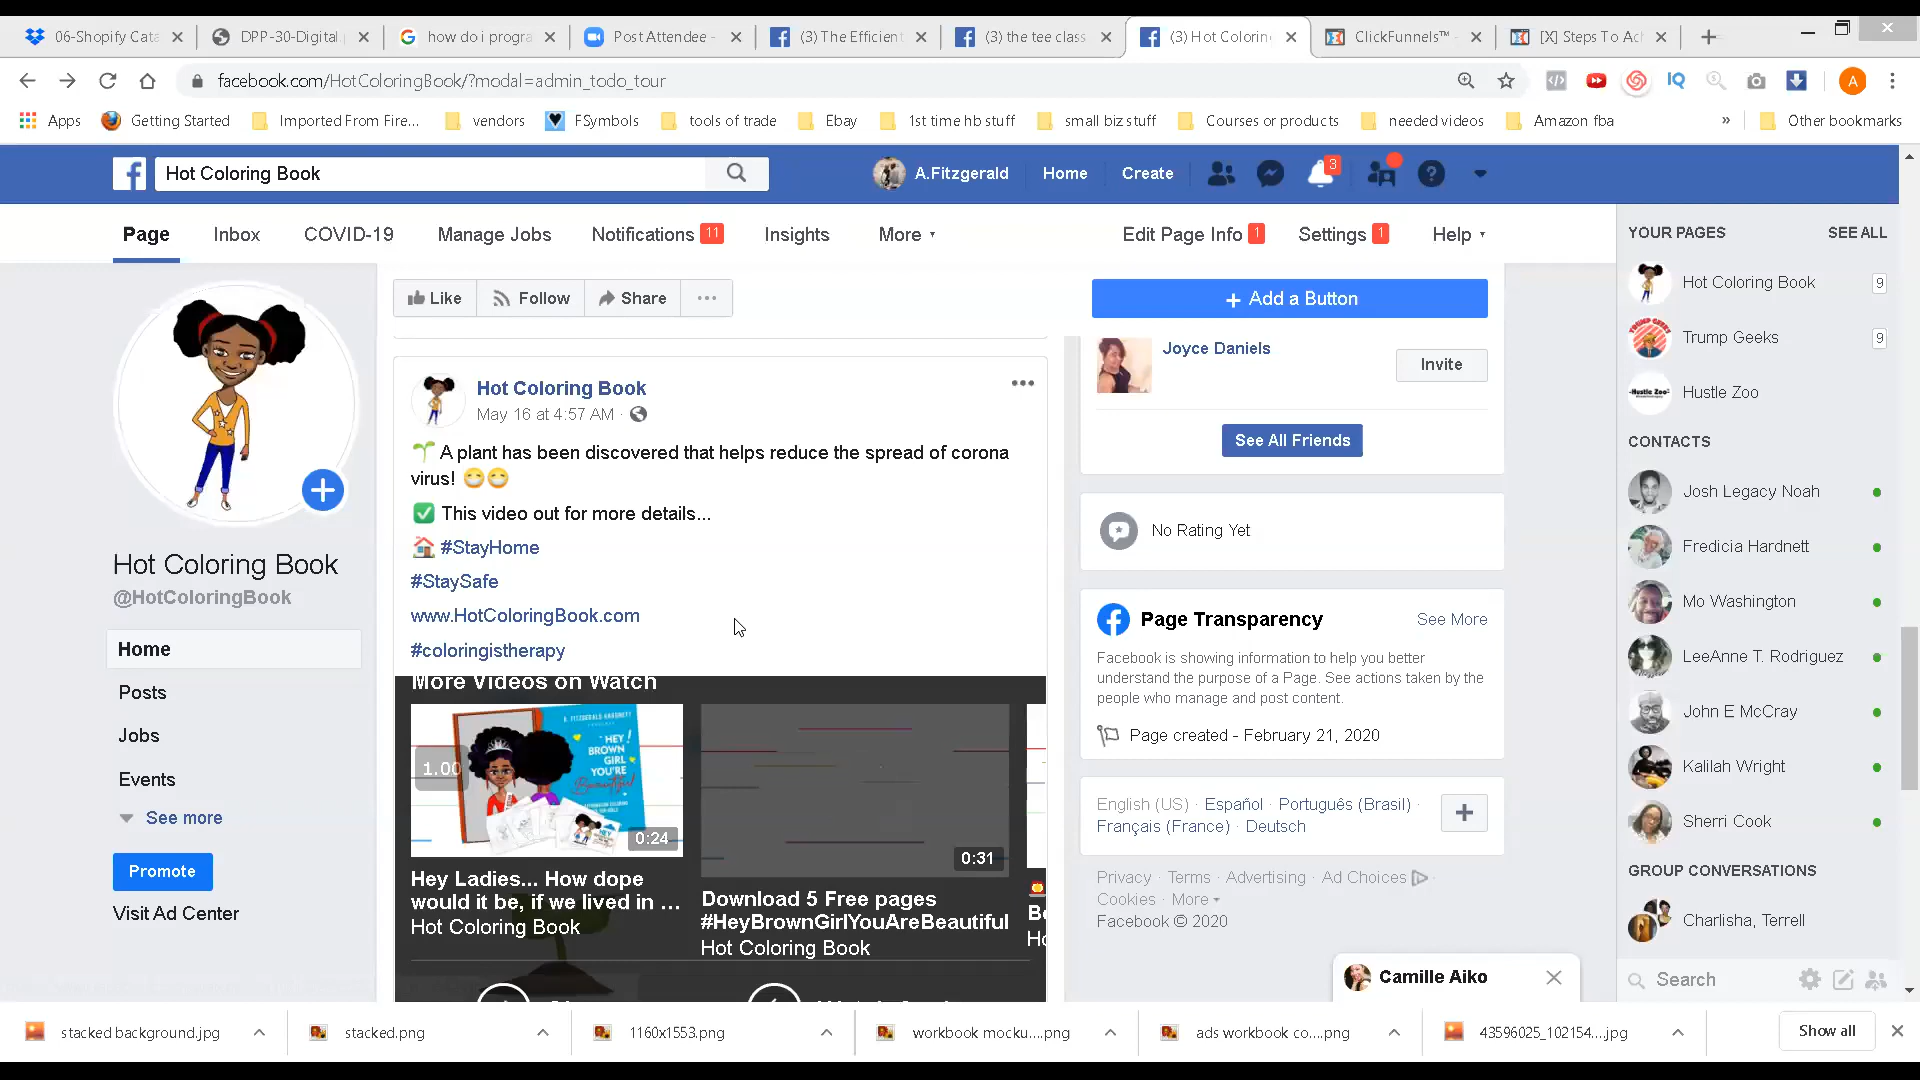 06-Shopify Cata
DPP-30-Digital
how do i progra
Post Attendee -
(3) The Efficient
(3) the tee class
(3) Hot Coloring
ClickFunnels™ -
[X] Steps To Ach
facebook.com/HotColoringBook/?modal=admin_todo_tour
A
Apps
Getting Started
Imported From Fire...
vendors
FSymbols
tools of trade
Ebay
1st time hb stuff
small biz stuff
Courses or products
needed videos
Amazon fba
»
Other bookmarks
Hot Coloring Book
A.Fitzgerald
Home
Create
3
Page
Inbox
COVID-19
Manage Jobs
Notifications 11
Insights
More
Edit Page Info 1
Settings 1
Help
Like
Follow
Share
+ Add a Button
Hot Coloring Book
@HotColoringBook
Home
Posts
Jobs
Events
See more
Promote
Visit Ad Center
Hot Coloring Book
May 16 at 4:57 AM ·
🌱 A plant has been discovered that helps reduce the spread of corona
virus! 😷😷
✅ This video out for more details...
🏠 #StayHome
#StaySafe
www.HotColoringBook.com
#coloringistherapy
More Videos on Watch
1.00
HEY
BROWN
GIRL
YOU'RE
Beautiful
0:24
0:31
Hey Ladies... How dope
would it be, if we lived in ...
Hot Coloring Book
Download 5 Free pages
#HeyBrownGirlYouAreBeautiful
Hot Coloring Book
Joyce Daniels
Invite
See All Friends
No Rating Yet
Page Transparency
See More
Facebook is showing information to help you better
understand the purpose of a Page. See actions taken by the
people who manage and post content.
Page created - February 21, 2020
English (US) · Español · Português (Brasil) ·
Français (France) · Deutsch
Privacy · Terms · Advertising · Ad Choices ·
Cookies · More
Facebook © 2020
Camille Aiko
YOUR PAGES
SEE ALL
Hot Coloring Book 9
Trump Geeks 9
Hustle Zoo
CONTACTS
Josh Legacy Noah
Fredicia Hardnett
Mo Washington
LeeAnne T. Rodriguez
John E McCray
Kalilah Wright
Sherri Cook
GROUP CONVERSATIONS
Charlisha, Terrell
Search
stacked background.jpg
stacked.png
1160x1553.png
workbook mocku....png
ads workbook co....png
43596025_102154....jpg
Show all